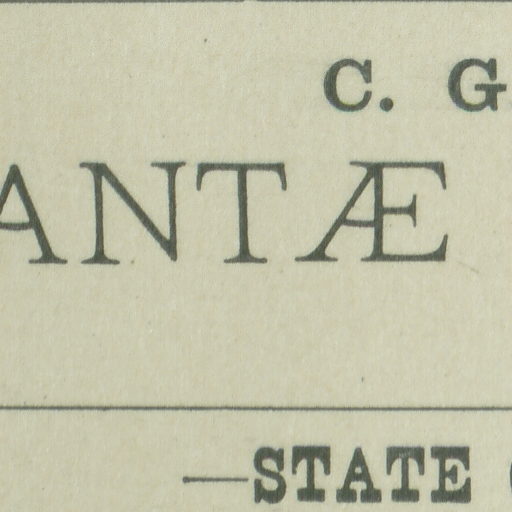 C. G
ANTÆ
—STATE